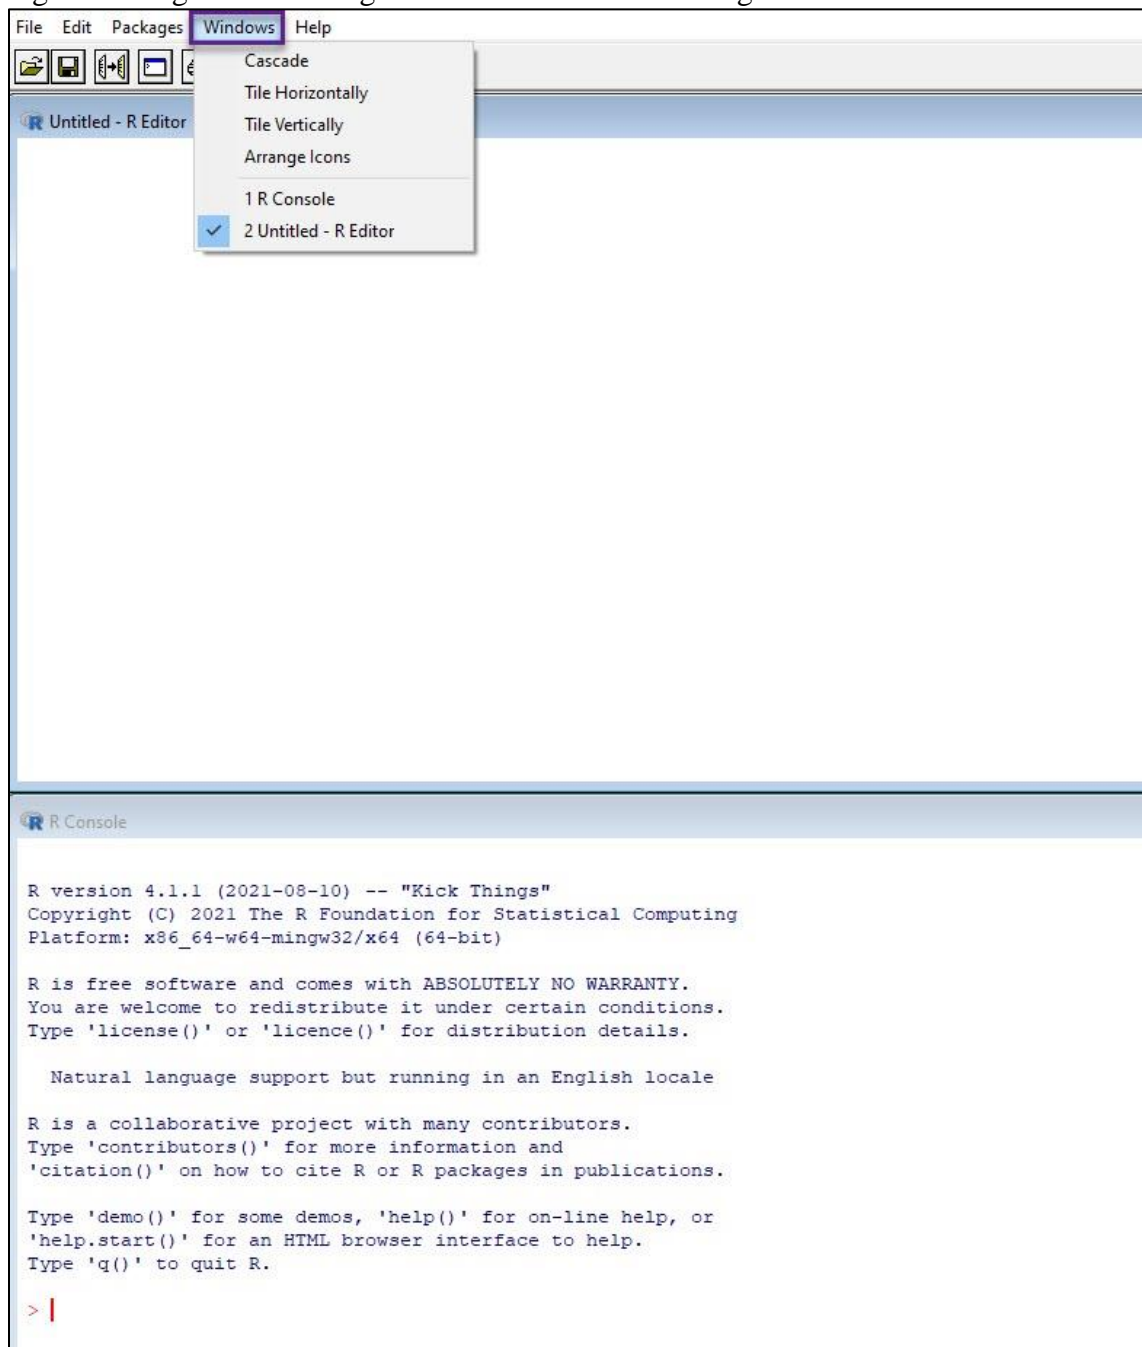 File Edit Packages Windows Help
Cascade
Tile Horizontally
Tile Vertically
Arrange Icons
1 R Console
2 Untitled - R Editor
Untitled - R Editor
R Console
R version 4.1.1 (2021-08-10) -- "Kick Things"
Copyright (C) 2021 The R Foundation for Statistical Computing
Platform: x86_64-w64-mingw32/x64 (64-bit)
R is free software and comes with ABSOLUTELY NO WARRANTY.
You are welcome to redistribute it under certain conditions.
Type 'license()' or 'licence()' for distribution details.
Natural language support but running in an English locale
R is a collaborative project with many contributors.
Type 'contributors()' for more information and
'citation()' on how to cite R or R packages in publications.
Type 'demo()' for some demos, 'help()' for on-line help, or
'help.start()' for an HTML browser interface to help.
Type 'q()' to quit R.
>